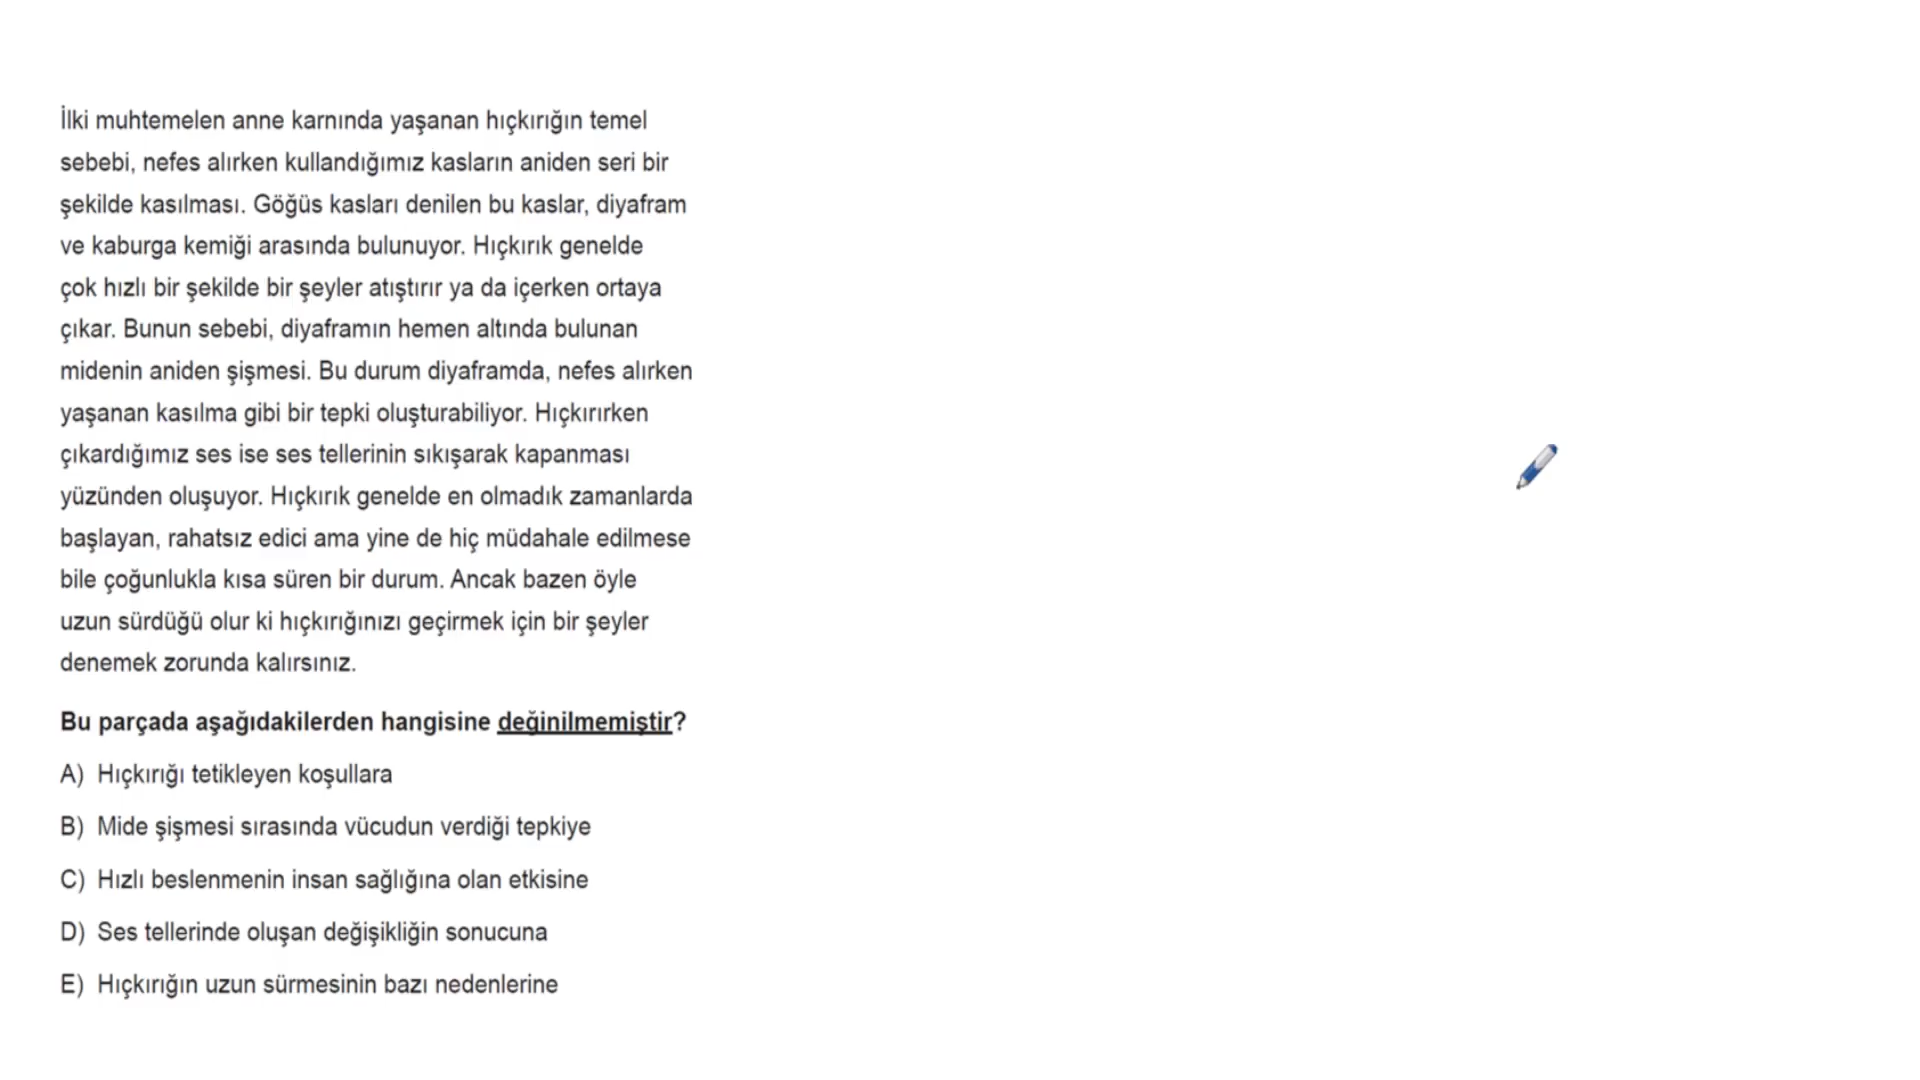 İlki muhtemelen anne karnında yaşanan hıçkırığın temel
sebebi, nefes alırken kullandığımız kasların aniden seri bir
şekilde kasılması. Göğüs kasları denilen bu kaslar, diyafram
ve kaburga kemiği arasında bulunuyor. Hıçkırık genelde
çok hızlı bir şekilde bir şeyler atıştırır ya da içerken ortaya
çıkar. Bunun sebebi, diyaframın hemen altında bulunan
midenin aniden şişmesi. Bu durum diyaframda, nefes alırken
yaşanan kasılma gibi bir tepki oluşturabiliyor. Hıçkırırken
çıkardığımız ses ise ses tellerinin sıkışarak kapanması
yüzünden oluşuyor. Hıçkırık genelde en olmadık zamanlarda
başlayan, rahatsız edici ama yine de hiç müdahale edilmese
bile çoğunlukla kısa süren bir durum. Ancak bazen öyle
uzun sürdüğü olur ki hıçkırığınızı geçirmek için bir şeyler
denemek zorunda kalırsınız.
Bu parçada aşağıdakilerden hangisine değinilmemiştir?
A) Hıçkırığı tetikleyen koşullara
B) Mide şişmesi sırasında vücudun verdiği tepkiye
C) Hızlı beslenmenin insan sağlığına olan etkisine
D) Ses tellerinde oluşan değişikliğin sonucuna
E) Hıçkırığın uzun sürmesinin bazı nedenlerine